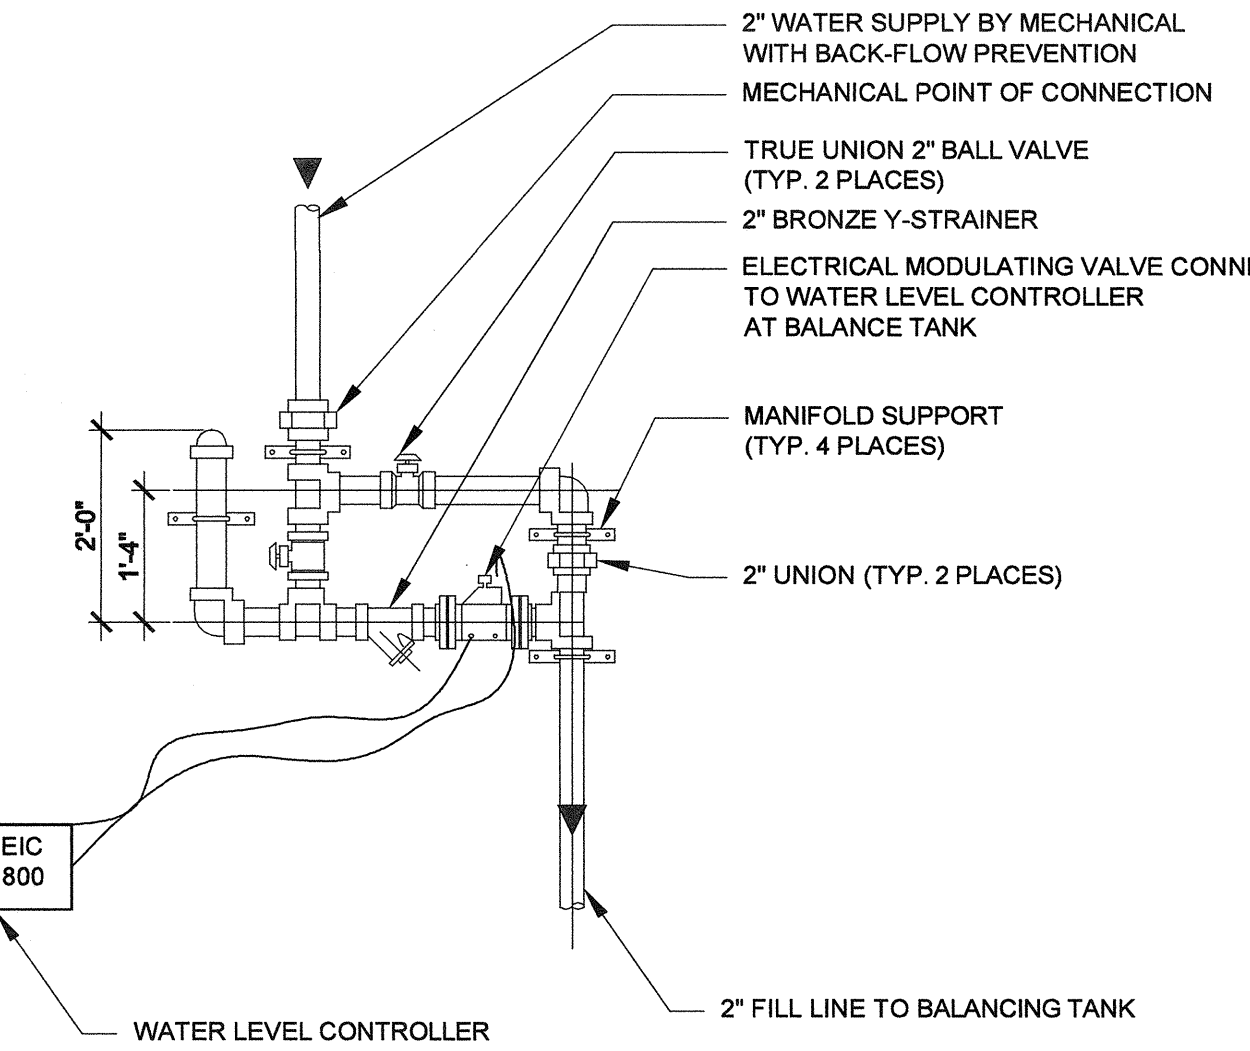 2" WATER SUPPLY BY MECHANICAL
WITH BACK-FLOW PREVENTION
MECHANICAL POINT OF CONNECTION
TRUE UNION 2" BALL VALVE
(TYP. 2 PLACES)
2" BRONZE Y-STRAINER
ELECTRICAL MODULATING VALVE CONN
TO WATER LEVEL CONTROLLER
AT BALANCE TANK
MANIFOLD SUPPORT
(TYP. 4 PLACES)
2'-0"
1'-4"
2" UNION (TYP. 2 PLACES)
EIC
800
2" FILL LINE TO BALANCING TANK
WATER LEVEL CONTROLLER